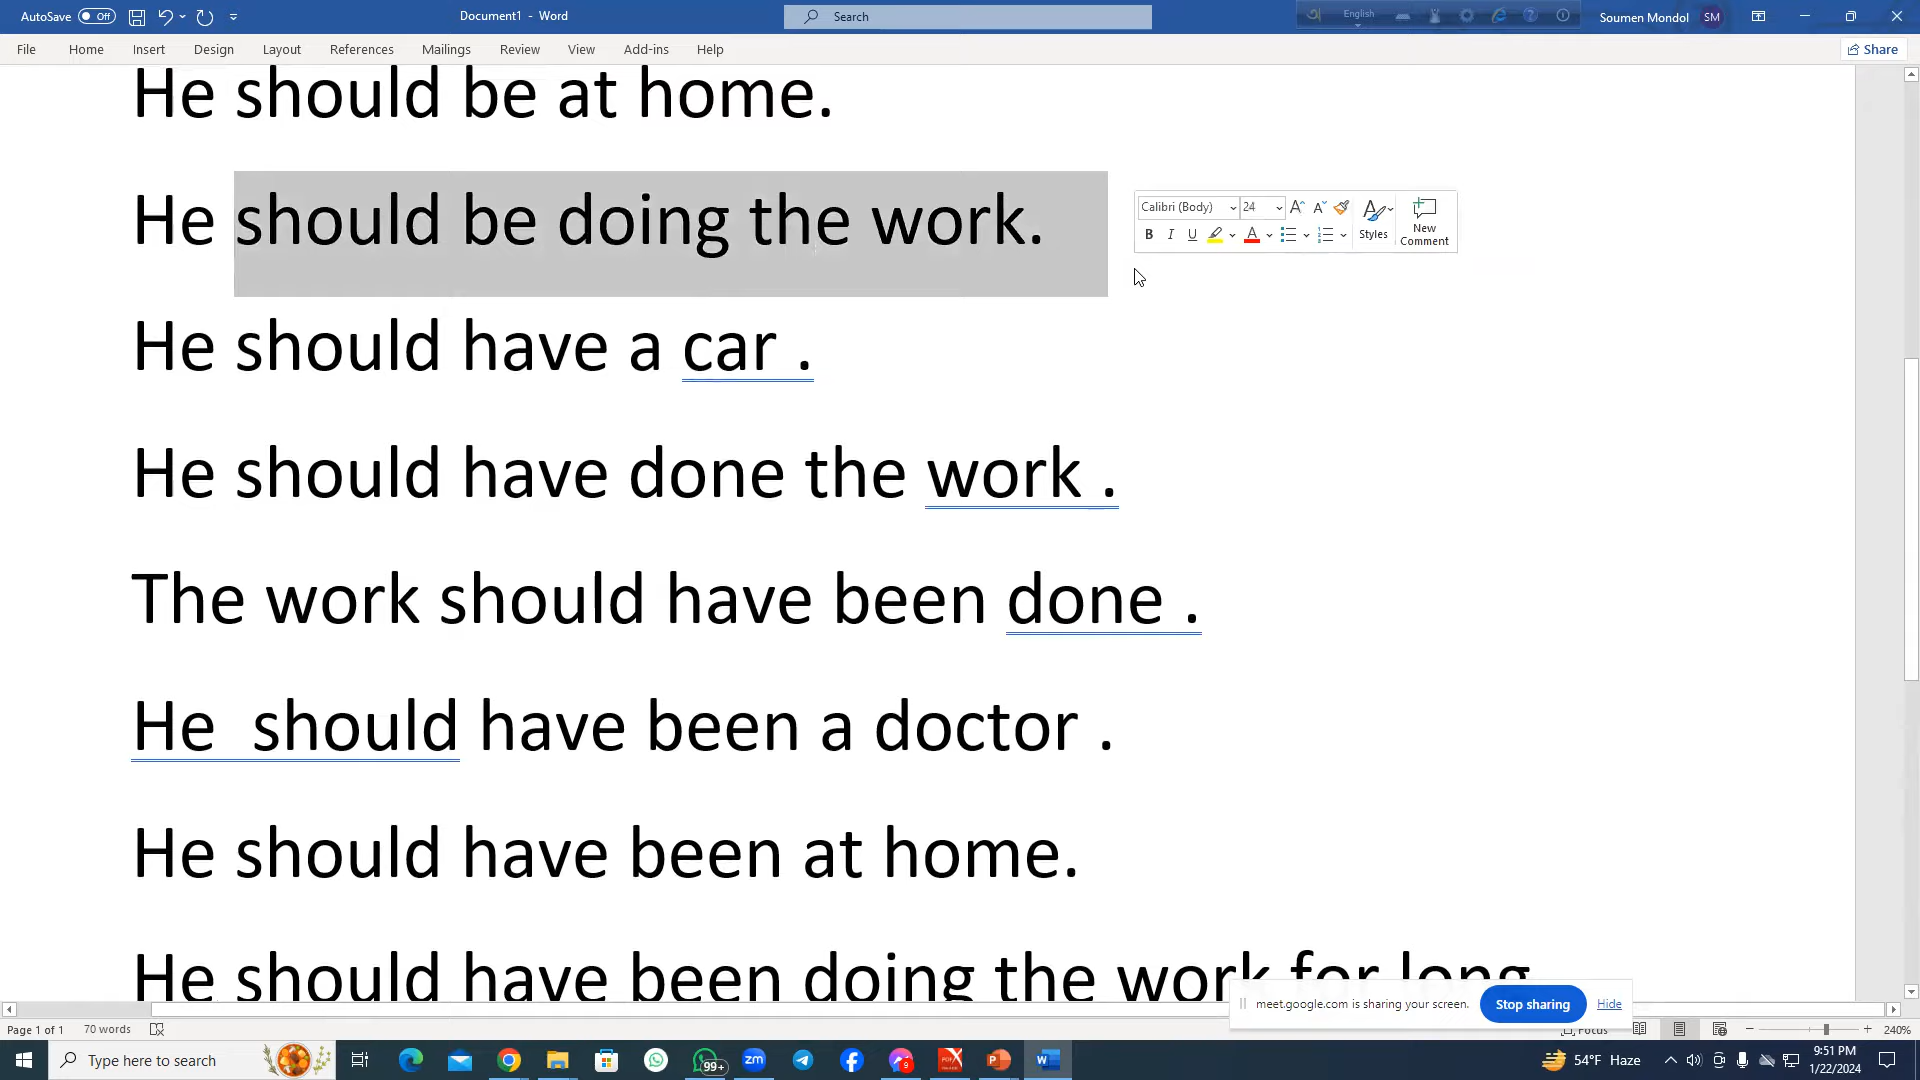 AutoSave Off Document1 - Word Search English Soumen Mondol SM
File Home Insert Design Layout References Mailings Review View Add-ins Help Share
He should be at home.
He should be doing the work.
Calibri (Body) 24
B I U A Styles New Comment
He should have a car .
He should have done the work .
The work should have been done .
He  should have been a doctor .
He should have been at home.
He should have been doing the work for long
meet.google.com is sharing your screen. Stop sharing Hide
Page 1 of 1 70 words Focus 240%
Type here to search 99+ zm 9 54°F Haze 9:51 PM
1/22/2024